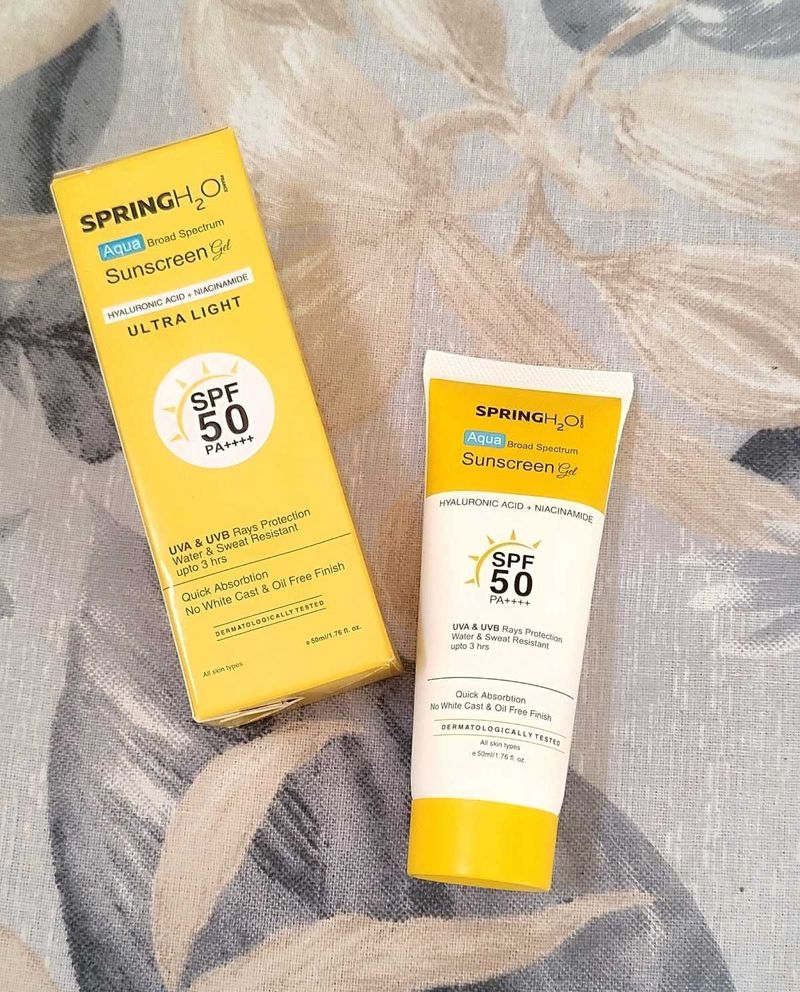 SPRINGH₂O
Aqua Broad Spectrum
Sunscreen Gel
HYALURONIC ACID + NIACINAMIDE
ULTRA LIGHT
SPF
50
PA++++
UVA & UVB Rays Protection
Water & Sweat Resistant
upto 3 hrs
Quick Absorbtion
No White Cast & Oil Free Finish
DERMATOLOGICALLY TESTED
e 50ml/1.76 fl. oz.
All skin types
SPRINGH₂O
Aqua Broad Spectrum
Sunscreen Gel
HYALURONIC ACID + NIACINAMIDE
SPF
50
PA++++
UVA & UVB Rays Protection
Water & Sweat Resistant
upto 3 hrs
Quick Absorbtion
No White Cast & Oil Free Finish
DERMATOLOGICALLY TESTED
All skin types
e 50ml/1.76 fl. oz.